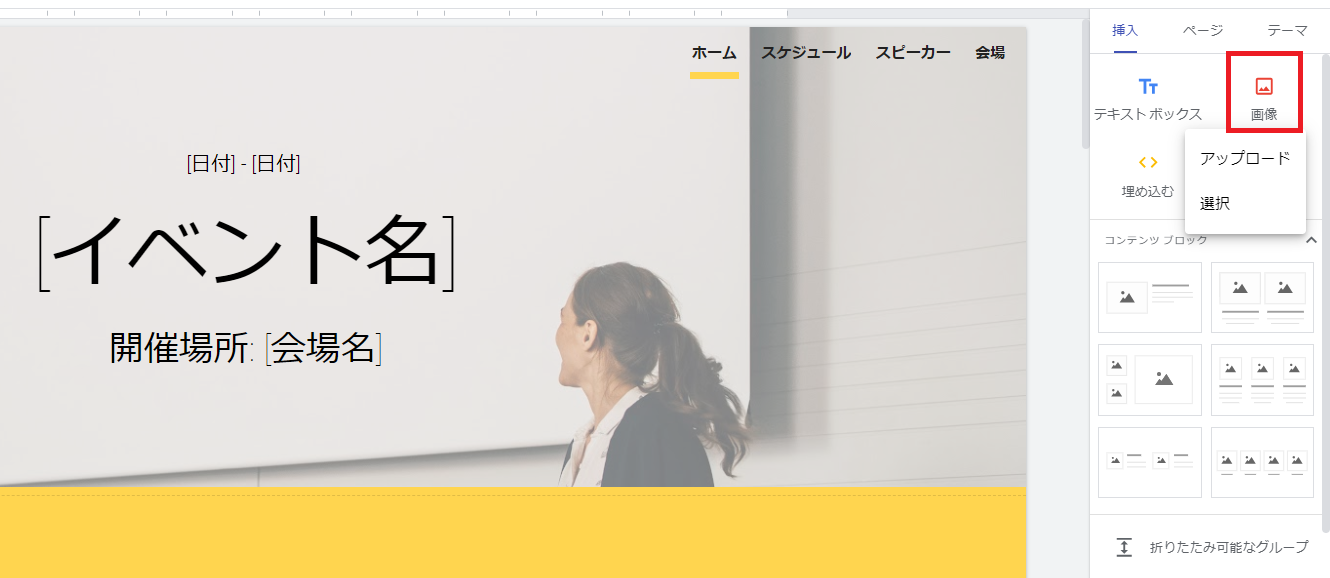 ホーム スケジュール スピーカー 会場
[日付] - [日付]
[イベント名]
開催場所: [会場名]
挿入 ページ テーマ
テキスト ボックス
画像
アップロード
選択
埋め込む
コンテンツ ブロック
折りたたみ可能なグループ